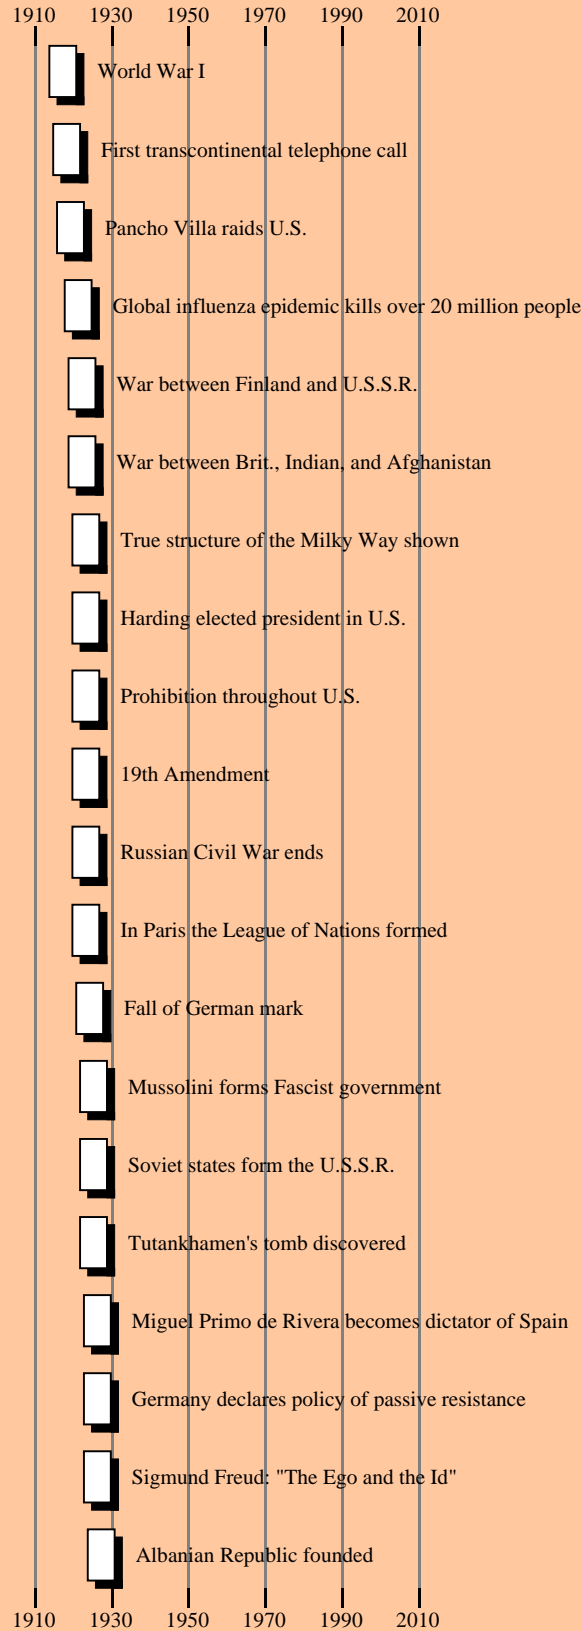 1910 1930 1950 1970 1990 2010
World War I
First transcontinental telephone call
Pancho Villa raids U.S.
Global influenza epidemic kills over 20 million people
War between Finland and U.S.S.R.
War between Brit., Indian, and Afghanistan
True structure of the Milky Way shown
Harding elected president in U.S.
Prohibition throughout U.S.
19th Amendment
Russian Civil War ends
In Paris the League of Nations formed
Fall of German mark
Mussolini forms Fascist government
Soviet states form the U.S.S.R.
Tutankhamen's tomb discovered
Miguel Primo de Rivera becomes dictator of Spain
Germany declares policy of passive resistance
Sigmund Freud: "The Ego and the Id"
Albanian Republic founded
1910 1930 1950 1970 1990 2010